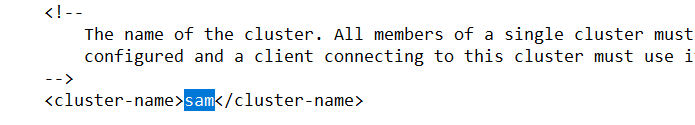 <!--
The name of the cluster. All members of a single cluster must
configured and a client connecting to this cluster must use i
-->
<cluster-name>sam</cluster-name>